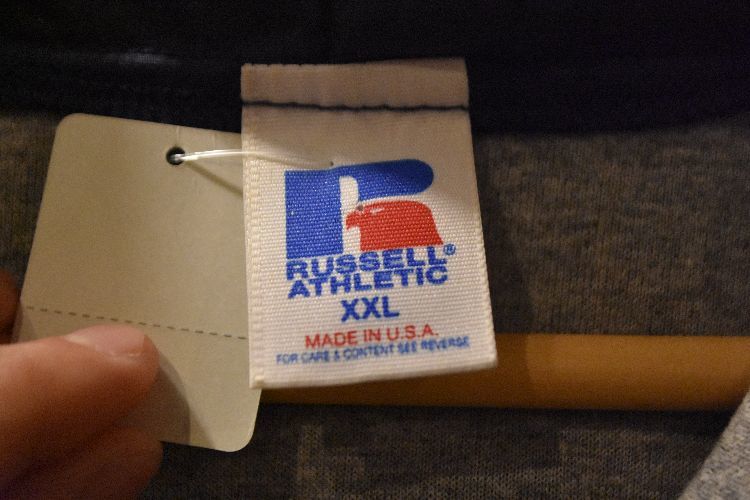 RUSSELL®
ATHLETIC
XXL
MADE IN U.S.A.
FOR CARE & CONTENT SEE REVERSE